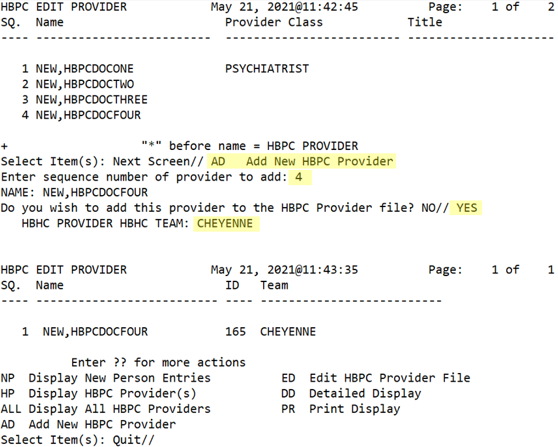 HBPC EDIT PROVIDER May 21, 2021@11:42:45 Page: 1 of 2
SQ. Name Provider Class Title
---- ------------------------- ------------------------- ---------------------
1 NEW,HBPCDOCONE PSYCHIATRIST
2 NEW,HBPCDOCTWO
3 NEW,HBPCDOCTHREE
4 NEW,HBPCDOCFOUR
+ "*" before name = HBPC PROVIDER
Select Item(s): Next Screen// AD Add New HBPC Provider
Enter sequence number of provider to add: 4
NAME: NEW,HBPCDOCFOUR
Do you wish to add this provider to the HBPC Provider file? NO// YES
HBHC PROVIDER HBHC TEAM: CHEYENNE
HBPC EDIT PROVIDER May 21, 2021@11:43:35 Page: 1 of 1
SQ. Name ID Team
---- ------------------------- --- --------------------------
1 NEW,HBPCDOCFOUR 165 CHEYENNE
Enter ?? for more actions
NP Display New Person Entries ED Edit HBPC Provider File
HP Display HBPC Provider(s) DD Detailed Display
ALL Display All HBPC Providers PR Print Display
AD Add New HBPC Provider
Select Item(s): Quit//